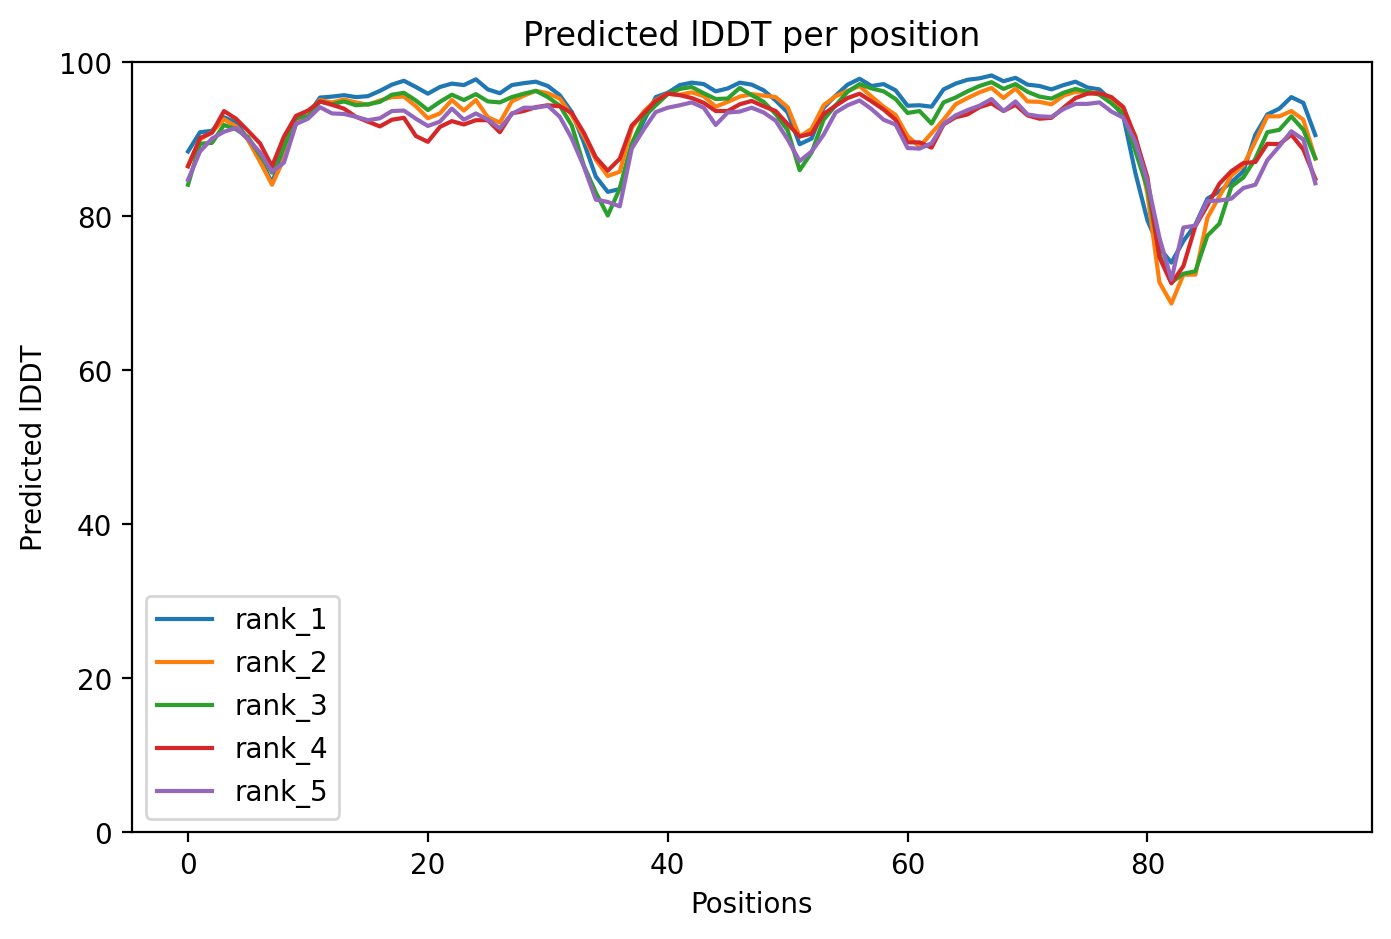 Predicted lDDT per position
100
80
60
40
20
0
Predicted lDDT
rank_1
rank_2
rank_3
rank_4
rank_5
0 20 40 60 80
Positions